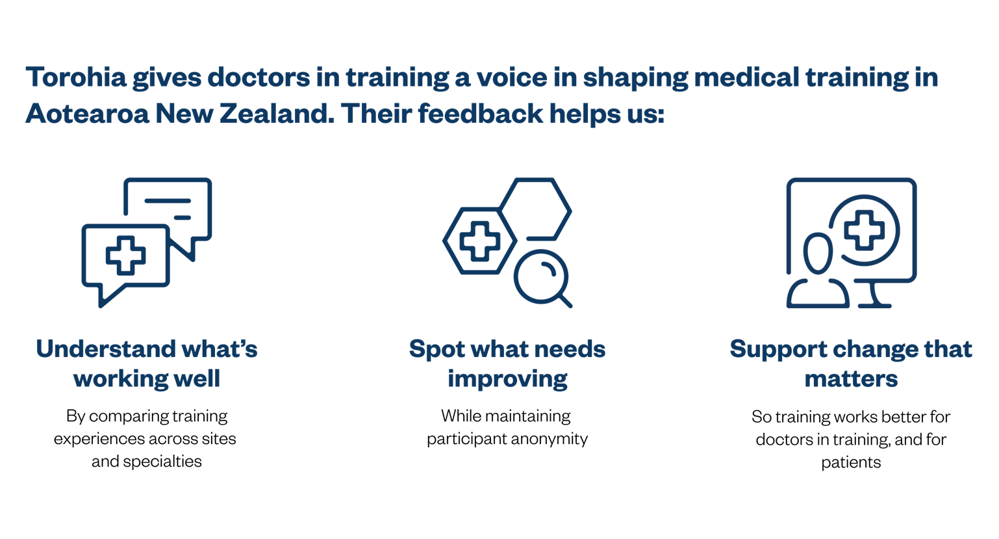 Torohia gives doctors in training a voice in shaping medical training in
Aotearoa New Zealand. Their feedback helps us:
Understand what’s
working well
By comparing training
experiences across sites
and specialties
Spot what needs
improving
While maintaining
participant anonymity
Support change that
matters
So training works better for
doctors in training, and for
patients